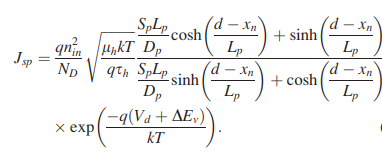 J_{sp} = \frac{qn_{in}^2}{N_D} \sqrt{\frac{\mu_h kT}{q\tau_h}} \frac{\frac{S_p L_p}{D_p} \cosh\left(\frac{d - x_n}{L_p}\right) + \sinh\left(\frac{d - x_n}{L_p}\right)}{\frac{S_p L_p}{D_p} \sinh\left(\frac{d - x_n}{L_p}\right) + \cosh\left(\frac{d - x_n}{L_p}\right)}
\times \exp\left(\frac{-q(V_d + \Delta E_v)}{kT}\right).